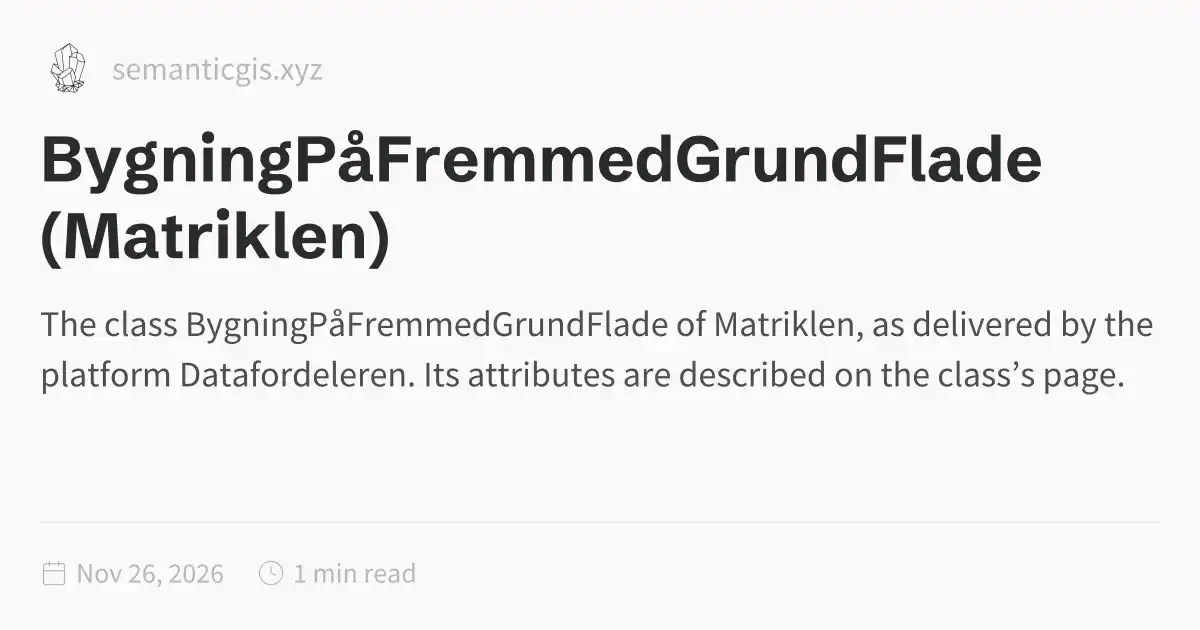 semanticgis.xyz
BygningPåFremmedGrundFlade
(Matriklen)
The class BygningPåFremmedGrundFlade of Matriklen, as delivered by the
platform Datafordeleren. Its attributes are described on the class’s page.
Nov 26, 2026 1 min read